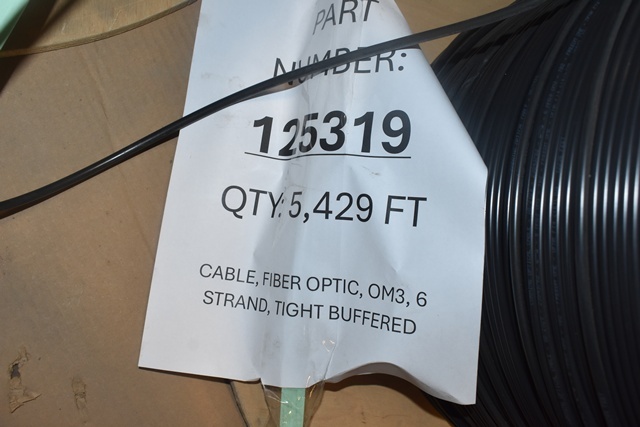 PART
NUMBER:
125319
QTY: 5,429 FT
CABLE, FIBER OPTIC, OM3, 6
STRAND, TIGHT BUFFERED